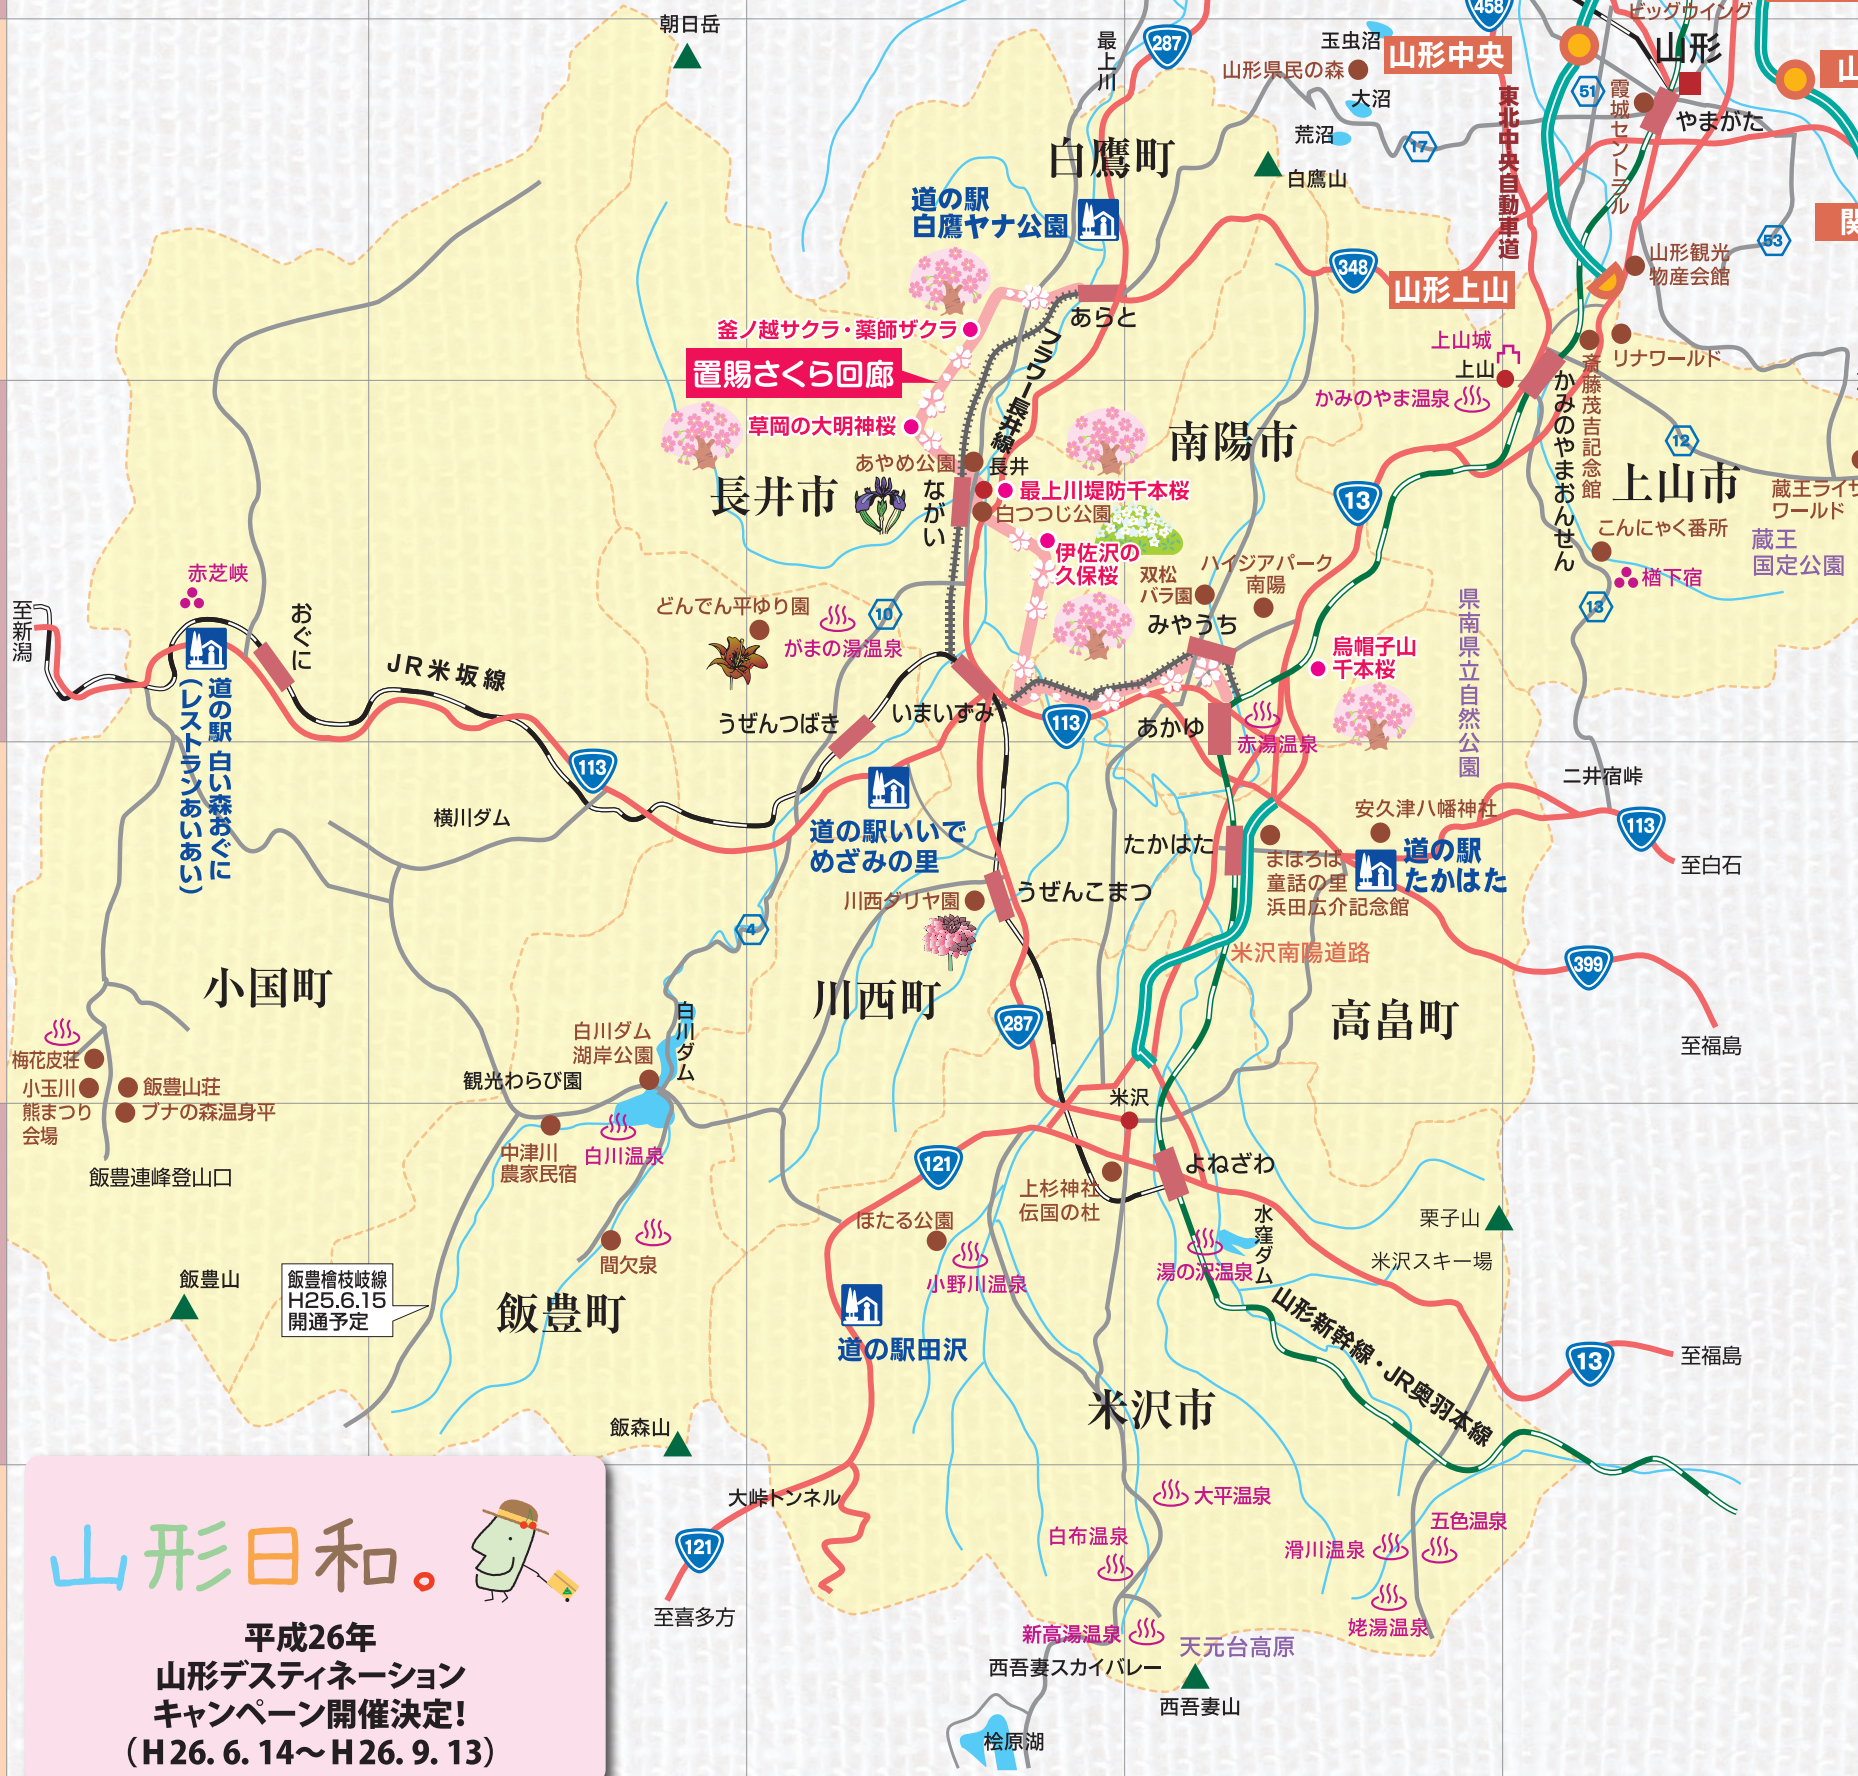 朝日岳
最上川
287
玉虫沼
山形県民の森
大沼
荒沼
17
白鷹山
白鷹町
道の駅
白鷹ヤナ公園
山形中央
458
ビッグウイング
山形
51
霞城セントラル
やまがた
東北中央自動車道
53
山形観光
物産会館
348
山形上山
あらと
フラワー長井線
釜ノ越サクラ・薬師ザクラ
置賜さくら回廊
草岡の大明神桜
あやめ公園
長井
ながい
長井市
最上川堤防千本桜
白つつじ公園
伊佐沢の
久保桜
南陽市
双松
バラ園
ハイジアパーク
南陽
みやうち
上山城
上山
かみのやま温泉
リナワールド
斎藤茂吉記念館
かみのやまおんせん
12
上山市
蔵王ライザ
ワールド
こんにゃく番所
蔵王
国定公園
楢下宿
13
13
県南県立自然公園
烏帽子山
千本桜
赤芝峡
至新潟
おぐに
JR米坂線
道の駅 白い森おぐに
(レストランあいあい)
どんでん平ゆり園
がまの湯温泉
10
うぜんつばき
いまいずみ
113
あかゆ
赤湯温泉
113
横川ダム
道の駅いいで
めざみの里
川西ダリヤ園
うぜんこまつ
たかはた
まほろば
童話の里
浜田広介記念館
安久津八幡神社
道の駅
たかはた
二井宿峠
113
至白石
米沢南陽道路
399
至福島
高畠町
4
小国町
川西町
287
白川ダム
湖岸公園
白川ダム
観光わらび園
梅花皮荘
小玉川
熊まつり
会場
飯豊山荘
ブナの森温身平
飯豊連峰登山口
中津川
農家民宿
白川温泉
間欠泉
飯豊山
飯豊檜枝岐線
H25.6.15
開通予定
飯豊町
飯森山
米沢
121
よねざわ
上杉神社
伝国の杜
ほたる公園
小野川温泉
道の駅田沢
水窪ダム
湯の沢温泉
栗子山
米沢スキー場
山形新幹線・JR奥羽本線
13
至福島
米沢市
大峠トンネル
121
至喜多方
大平温泉
白布温泉
新高湯温泉
天元台高原
西吾妻スカイバレー
西吾妻山
桧原湖
五色温泉
滑川温泉
姥湯温泉
山形日和。
平成26年
山形デスティネーション
キャンペーン開催決定!
(H26.6.14〜H26.9.13)